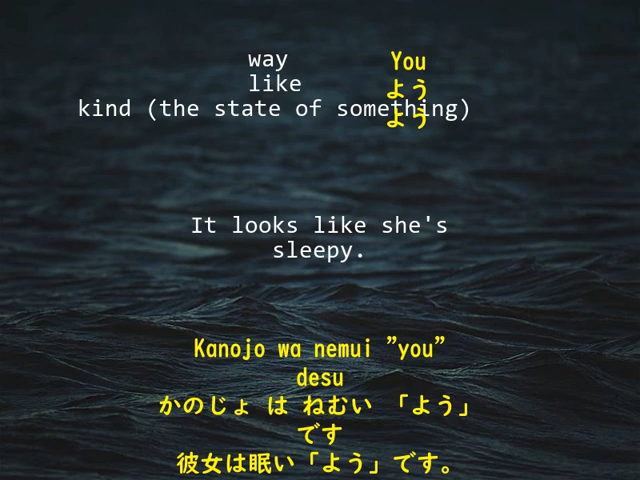 way
like
kind (the state of something)
You
よう
よう
It looks like she's
sleepy.
Kanojo wa nemui ”you”
desu
かのじょ は ねむい 「よう」
です
彼女は眠い「よう」です。